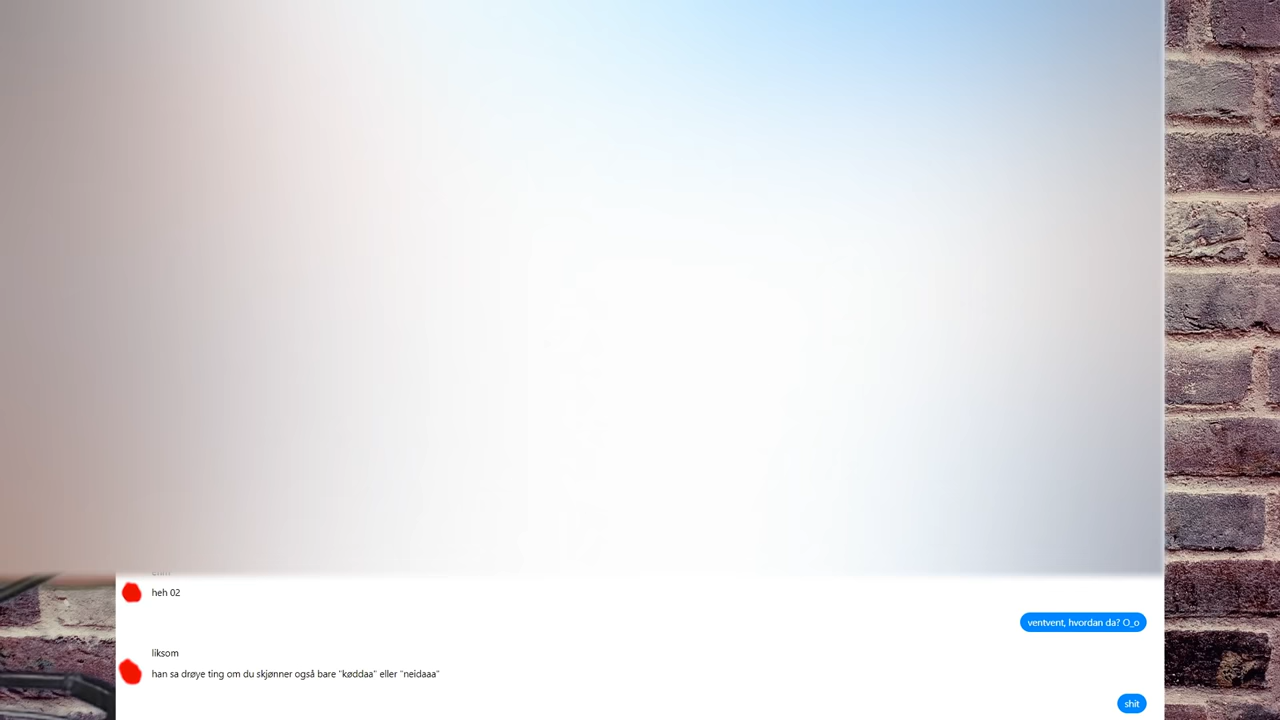 heh 02
ventvent, hvordan da? O_o
liksom
han sa drøye ting om du skjønner også bare "køddaa" eller "neidaaa"
shit